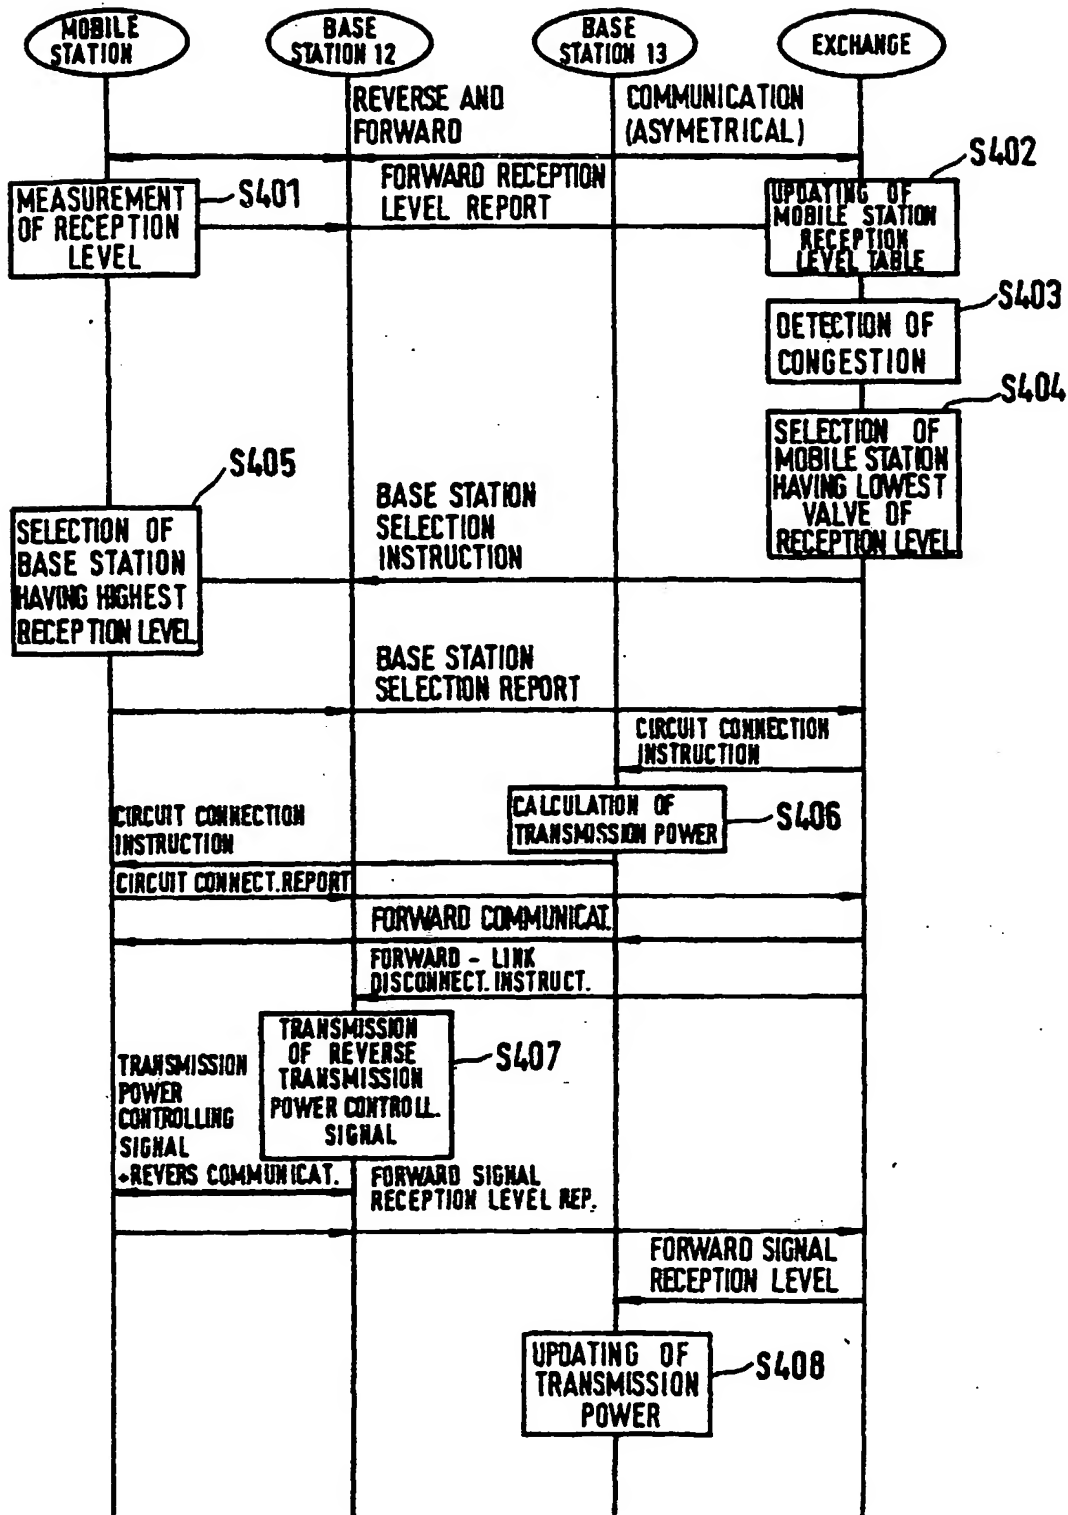 MOBILE
STATION
BASE
STATION 12
BASE
STATION 13
EXCHANGE
REVERSE AND
FORWARD
COMMUNICATION
(ASYMETRICAL)
S402
MEASUREMENT
OF RECEPTION
LEVEL
S401
FORWARD RECEPTION
LEVEL REPORT
UPDATING OF
MOBILE STATION
RECEPTION
LEVEL TABLE
S403
DETECTION OF
CONGESTION
S404
SELECTION OF
MOBILE STATION
HAVING LOWEST
VALVE OF
RECEPTION LEVEL
S405
SELECTION OF
BASE STATION
HAVING HIGHEST
RECEPTION LEVEL
BASE STATION
SELECTION
INSTRUCTION
BASE STATION
SELECTION REPORT
CIRCUIT CONNECTION
INSTRUCTION
CALCULATION OF
TRANSMISSION POWER
S406
CIRCUIT CONNECTION
INSTRUCTION
CIRCUIT CONNECT.REPORT
FORWARD COMMUNICAT.
FORWARD - LINK
DISCONNECT.INSTRUCT.
TRANSMISSION
OF REVERSE
TRANSMISSION
POWER CONTROLL.
SIGNAL
S407
TRANSMISSION
POWER
CONTROLLING
SIGNAL
+REVERS COMMUNICAT.
FORWARD SIGNAL
RECEPTION LEVEL REP.
FORWARD SIGNAL
RECEPTION LEVEL
UPDATING OF
TRANSMISSION
POWER
S408